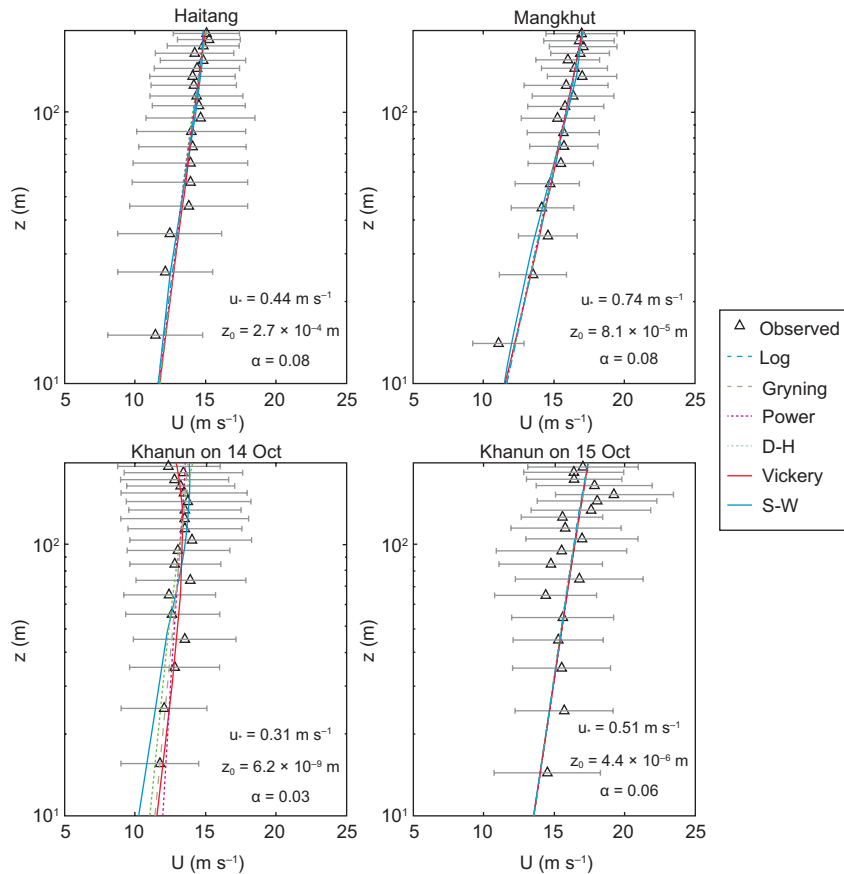 Haitang
Mangkhut
10²
10¹
z (m)
5 10 15 20 25
U (m s⁻¹)
u* = 0.44 m s⁻¹
z₀ = 2.7 × 10⁻⁴ m
α = 0.08
10²
10¹
z (m)
5 10 15 20 25
U (m s⁻¹)
u* = 0.74 m s⁻¹
z₀ = 8.1 × 10⁻⁵ m
α = 0.08
Observed
Log
Gryning
Power
D-H
Vickery
S-W
Khanun on 14 Oct
Khanun on 15 Oct
10²
10¹
z (m)
5 10 15 20 25
U (m s⁻¹)
u* = 0.31 m s⁻¹
z₀ = 6.2 × 10⁻⁹ m
α = 0.03
10²
10¹
z (m)
5 10 15 20 25
U (m s⁻¹)
u* = 0.51 m s⁻¹
z₀ = 4.4 × 10⁻⁶ m
α = 0.06